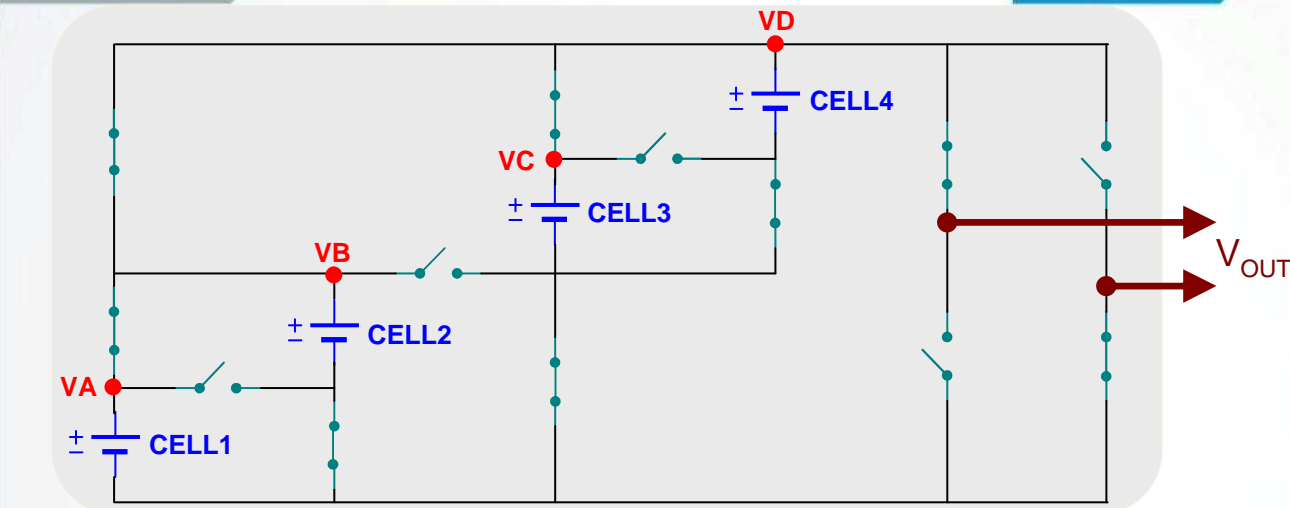 VD
± CELL4
VC
± CELL3
VB
VOUT
± CELL2
VA
± CELL1